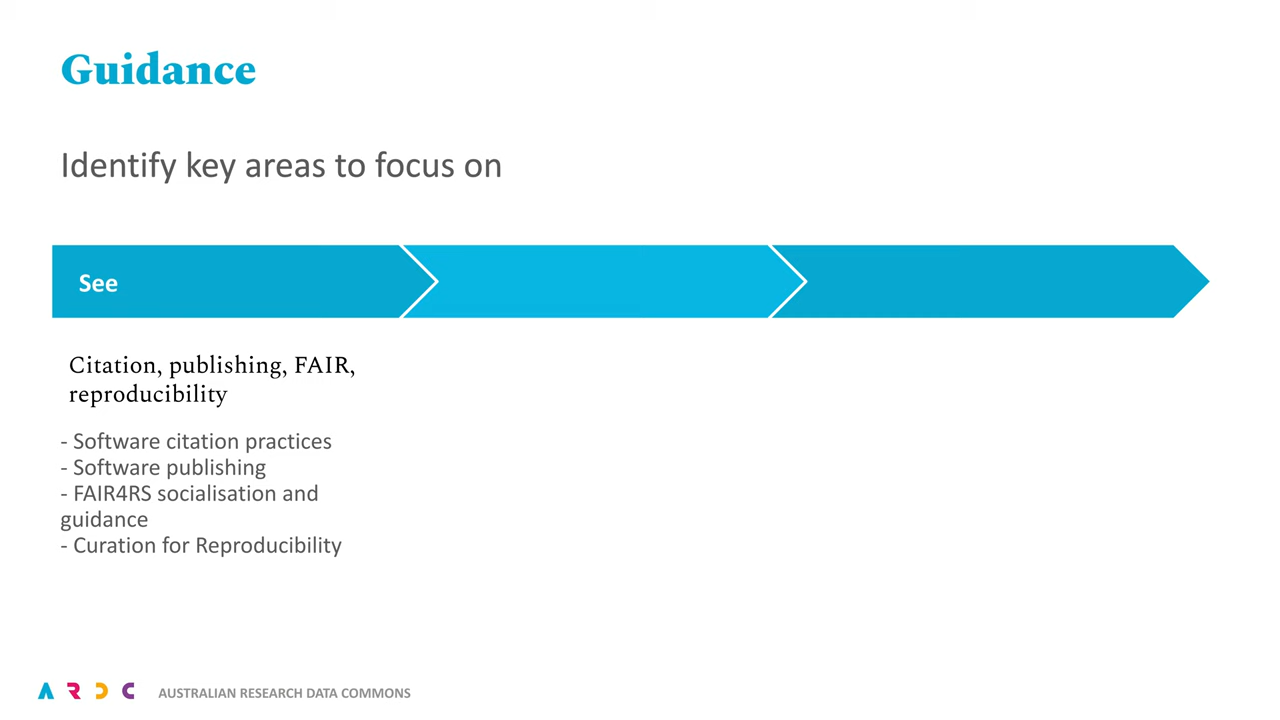 Guidance
Identify key areas to focus on
See
Citation, publishing, FAIR,
reproducibility
- Software citation practices
- Software publishing
- FAIR4RS socialisation and
guidance
- Curation for Reproducibility
ARDC AUSTRALIAN RESEARCH DATA COMMONS